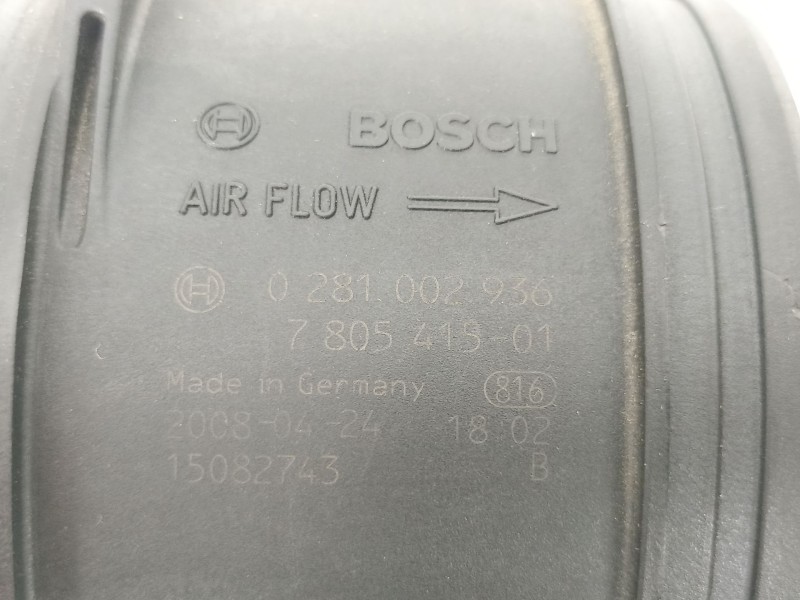 BOSCH
AIR FLOW
0 281 002 936
7 805 419-01
Made in Germany 816
2008-04-24 18:02
15082743 B